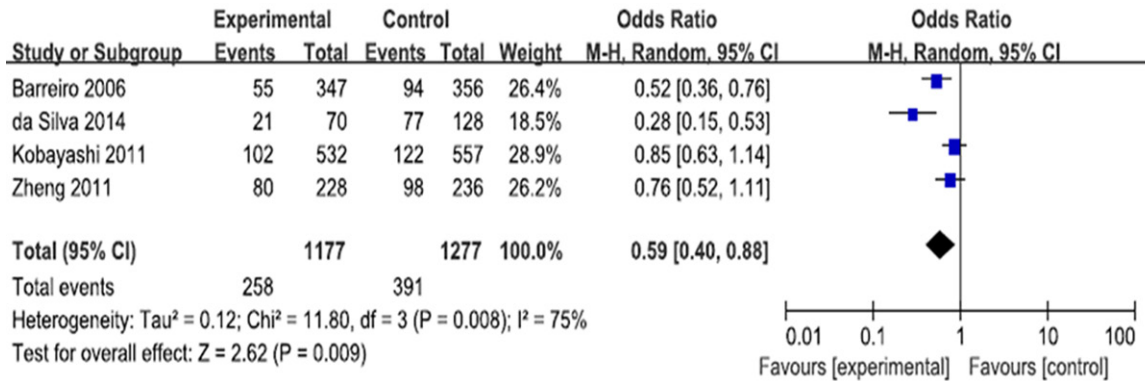 Experimental Control Odds Ratio Odds Ratio
Study or Subgroup Events Total Events Total Weight M-H, Random, 95% CI M-H, Random, 95% CI
Barreiro 2006 55 347 94 356 26.4% 0.52 [0.36, 0.76]
da Silva 2014 21 70 77 128 18.5% 0.28 [0.15, 0.53]
Kobayashi 2011 102 532 122 557 28.9% 0.85 [0.63, 1.14]
Zheng 2011 80 228 98 236 26.2% 0.76 [0.52, 1.11]
Total (95% CI) 1177 1277 100.0% 0.59 [0.40, 0.88]
Total events 258 391
Heterogeneity: Tau² = 0.12; Chi² = 11.80, df = 3 (P = 0.008); I² = 75%
Test for overall effect: Z = 2.62 (P = 0.009)
0.01 0.1 1 10 100
Favours [experimental] Favours [control]